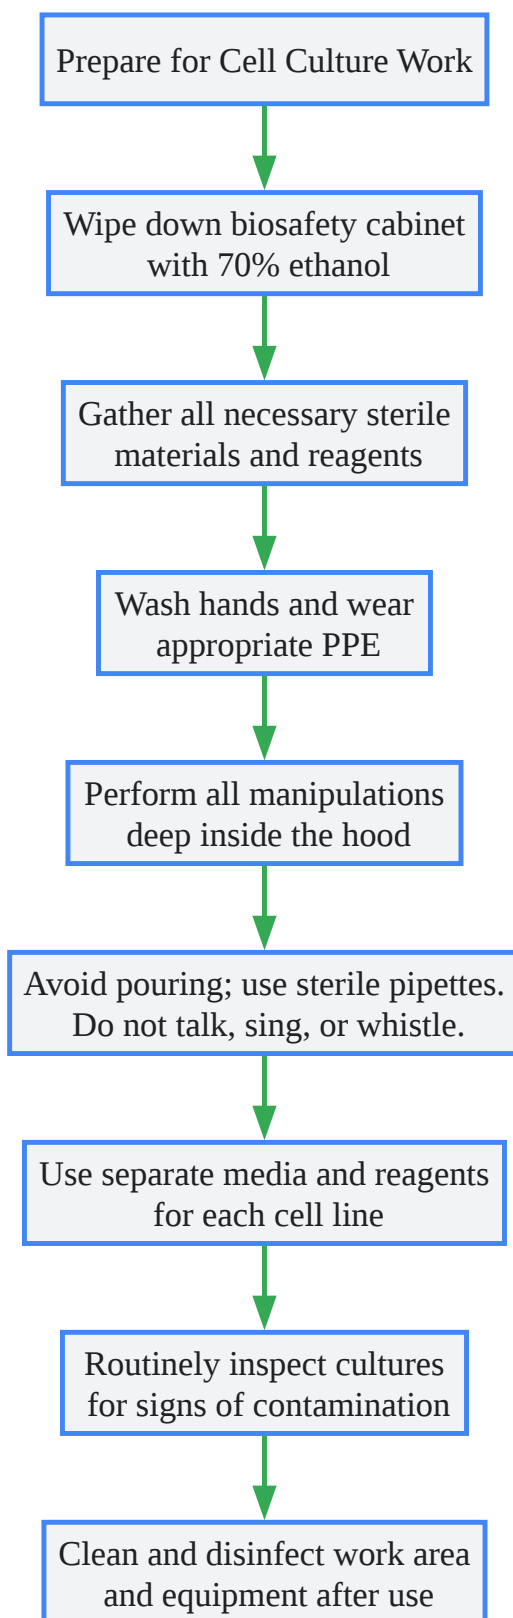 Prepare for Cell Culture Work
Wipe down biosafety cabinet
with 70% ethanol
Gather all necessary sterile
materials and reagents
Wash hands and wear
appropriate PPE
Perform all manipulations
deep inside the hood
Avoid pouring; use sterile pipettes.
Do not talk, sing, or whistle.
Use separate media and reagents
for each cell line
Routinely inspect cultures
for signs of contamination
Clean and disinfect work area
and equipment after use